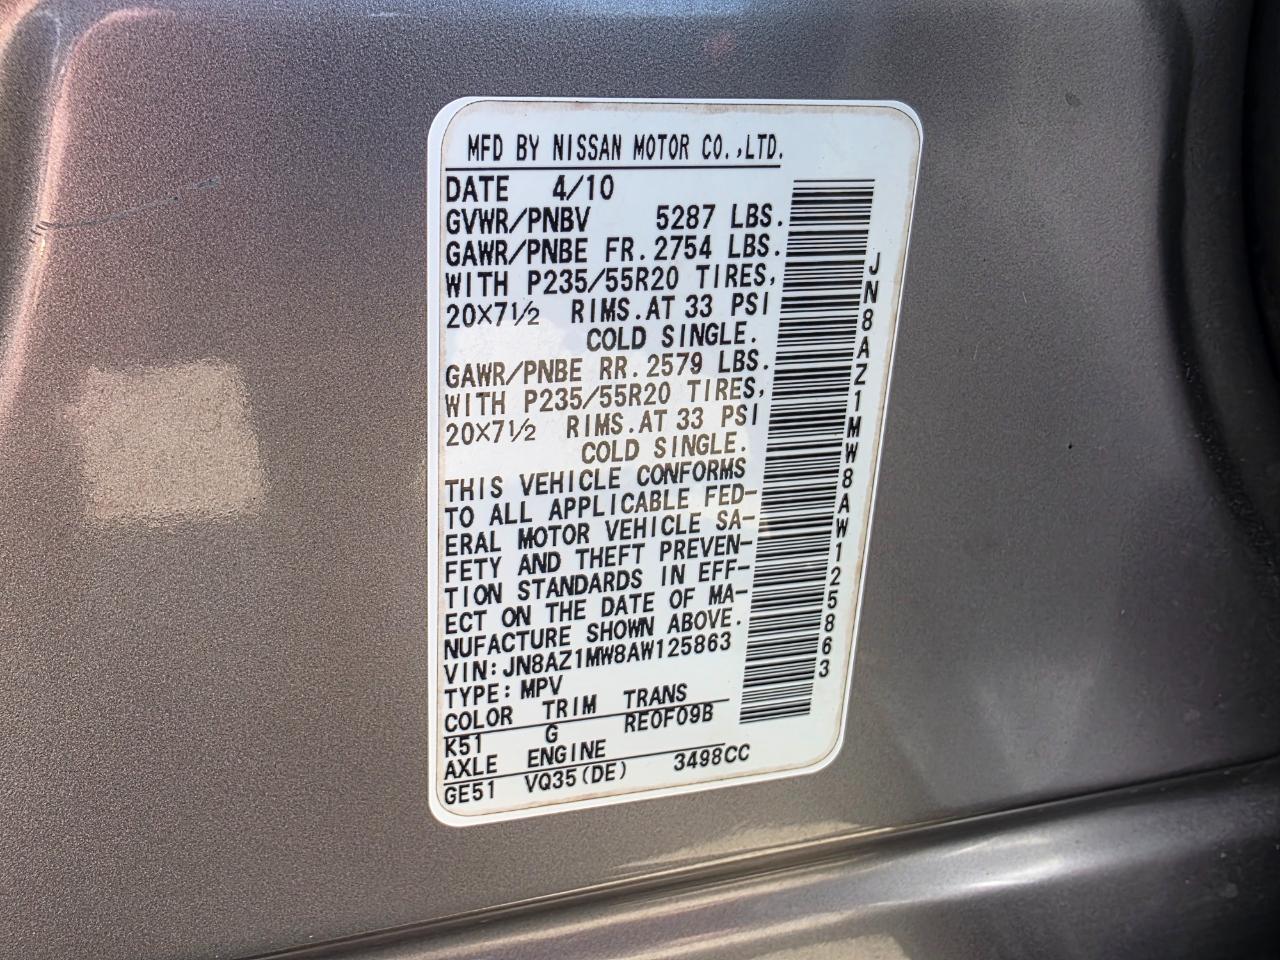 MFD BY NISSAN MOTOR CO.,LTD.
DATE 4/10
GVWR/PNBV 5287 LBS.
GAWR/PNBE FR. 2754 LBS.
WITH P235/55R20 TIRES,
20×7½ RIMS. AT 33 PSI
COLD SINGLE.
GAWR/PNBE RR. 2579 LBS.
WITH P235/55R20 TIRES,
20×7½ RIMS. AT 33 PSI
COLD SINGLE.
THIS VEHICLE CONFORMS
TO ALL APPLICABLE FED-
ERAL MOTOR VEHICLE SA-
FETY AND THEFT PREVEN-
TION STANDARDS IN EFF-
ECT ON THE DATE OF MA-
NUFACTURE SHOWN ABOVE.
VIN: JN8AZ1MW8AW125863
TYPE: MPV
COLOR TRIM TRANS
K51 G RE0F09B
AXLE ENGINE
GE51 VQ35(DE) 3498CC
JN8AZ1MW8AW125863